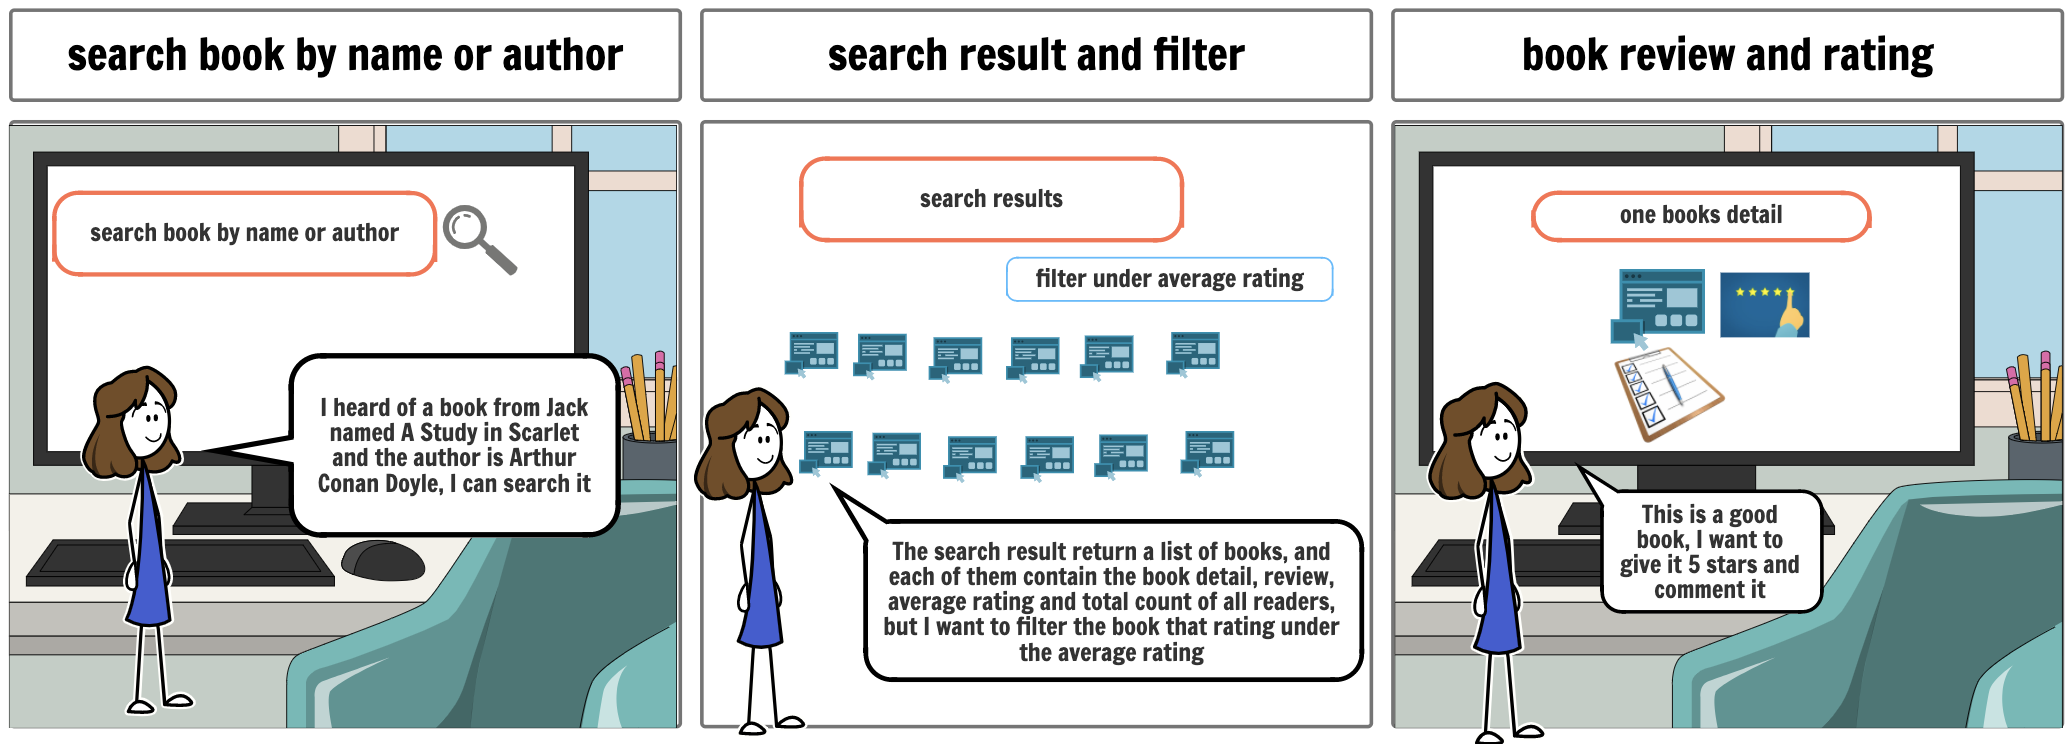 search book by name or author
search book by name or author
I heard of a book from Jack
named A Study in Scarlet
and the author is Arthur
Conan Doyle, I can search it
search result and filter
search results
filter under average rating
The search result return a list of books, and
each of them contain the book detail, review,
average rating and total count of all readers,
but I want to filter the book that rating under
the average rating
book review and rating
one books detail
This is a good
book, I want to
give it 5 stars and
comment it